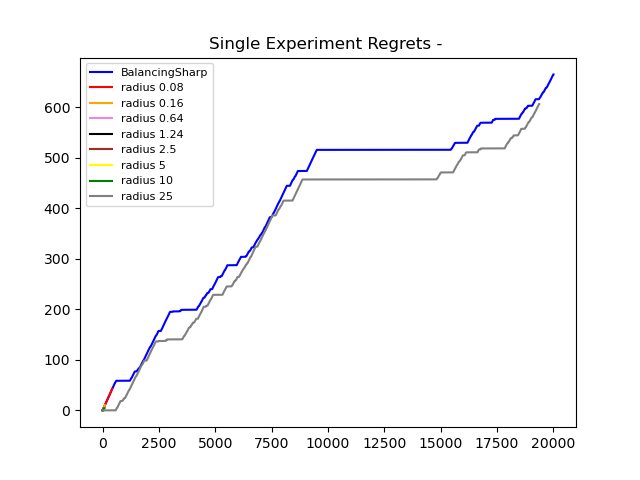 Single Experiment Regrets -
BalancingSharp
radius 0.08
radius 0.16
radius 0.64
radius 1.24
radius 2.5
radius 5
radius 10
radius 25
600
500
400
300
200
100
0
0 2500 5000 7500 10000 12500 15000 17500 20000